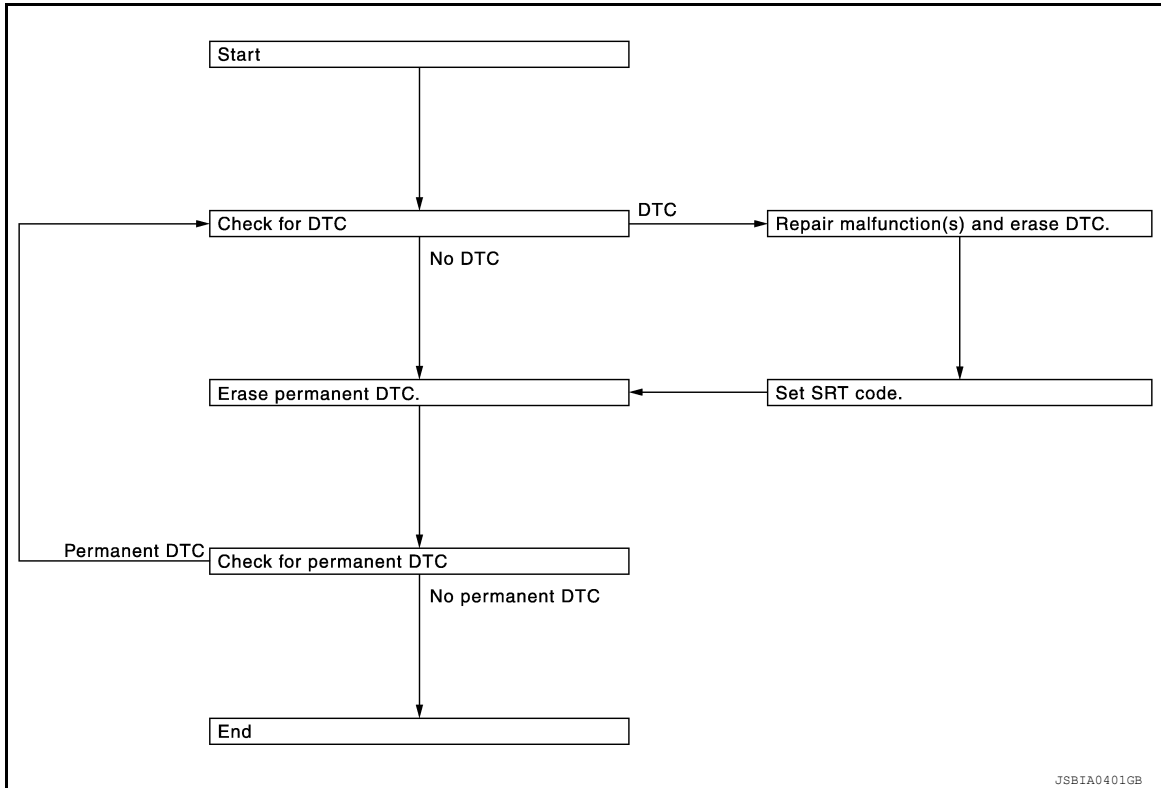 Start
Check for DTC
DTC
Repair malfunction(s) and erase DTC.
No DTC
Erase permanent DTC.
Set SRT code.
Permanent DTC
Check for permanent DTC
No permanent DTC
End
JSBIA0401GB